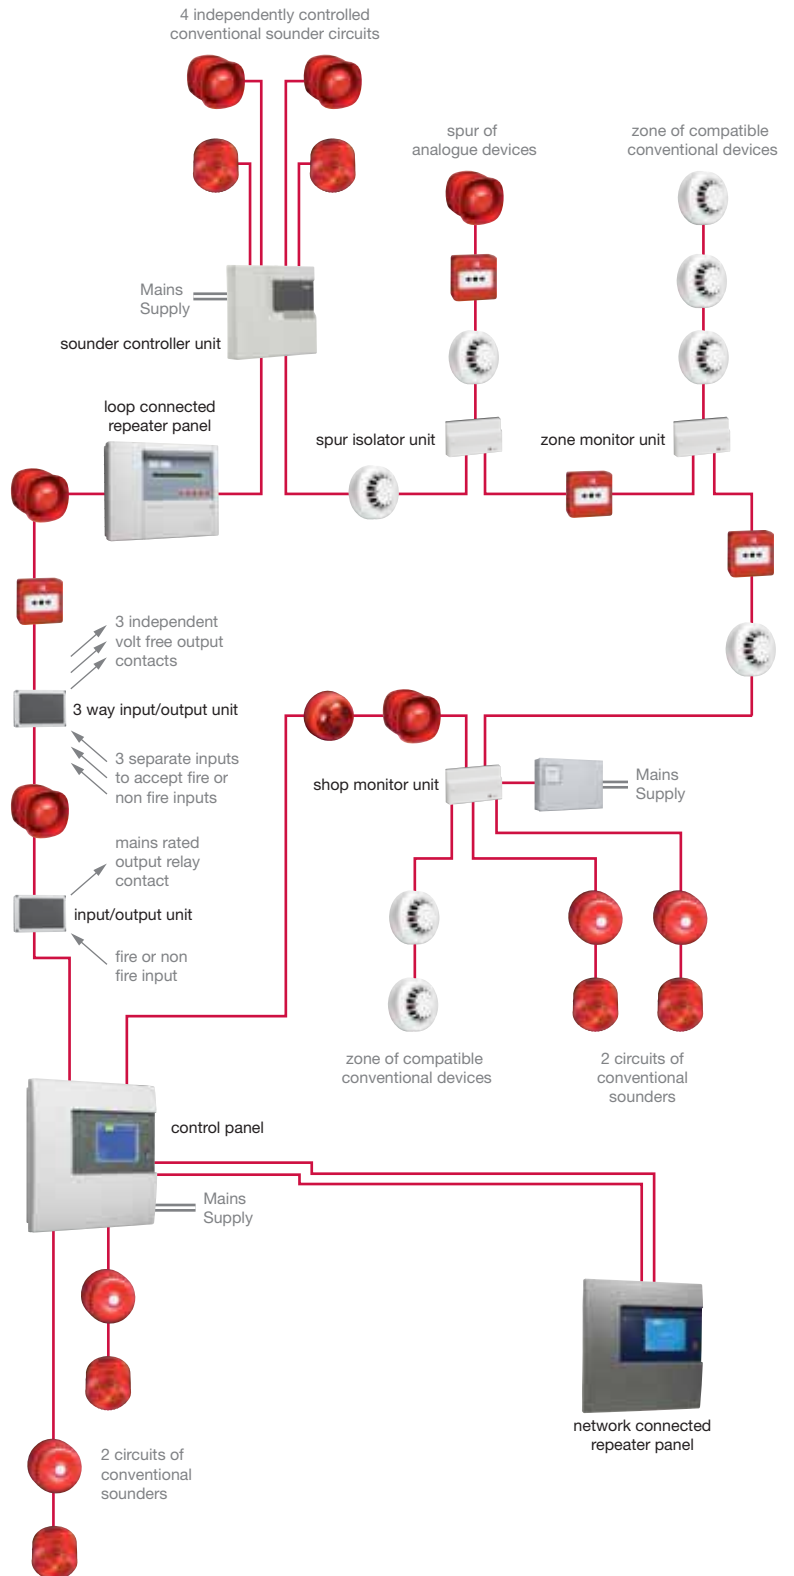 4 independently controlled
conventional sounder circuits
spur of
analogue devices
zone of compatible
conventional devices
Mains
Supply
sounder controller unit
loop connected
repeater panel
spur isolator unit
zone monitor unit
3 independent
volt free output
contacts
3 way input/output unit
3 separate inputs
to accept fire or
non fire inputs
shop monitor unit
Mains
Supply
mains rated
output relay
contact
input/output unit
fire or non
fire input
zone of compatible
conventional devices
2 circuits of
conventional
sounders
control panel
Mains
Supply
network connected
repeater panel
2 circuits of
conventional
sounders